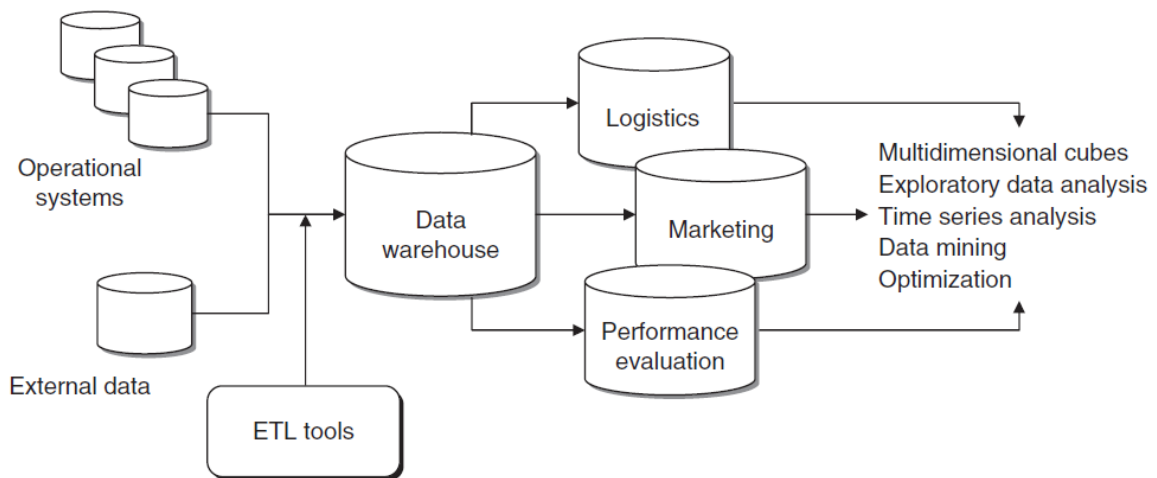 Operational
systems
External data
ETL tools
Data
warehouse
Logistics
Marketing
Performance
evaluation
Multidimensional cubes
Exploratory data analysis
Time series analysis
Data mining
Optimization